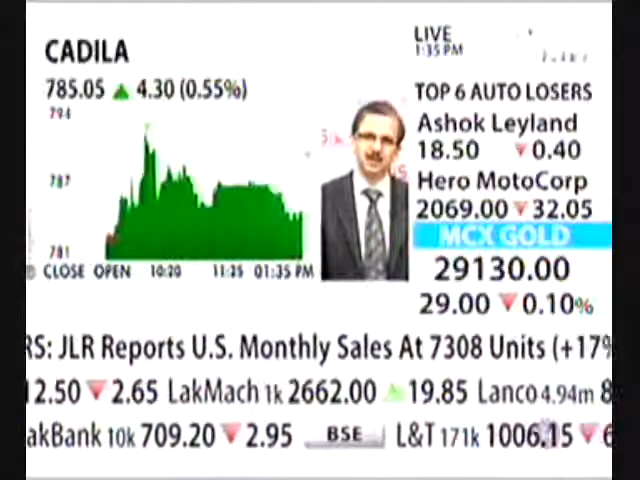 CADILA
785.05 ▲ 4.30 (0.55%)
794
787
781
CLOSE OPEN 10:20 11:25 01:35 PM
LIVE
1:35 PM
TOP 6 AUTO LOSERS
Ashok Leyland
18.50 ▼0.40
Hero MotoCorp
2069.00 ▼32.05
MCX GOLD
29130.00
29.00 ▼0.10%
RS: JLR Reports U.S. Monthly Sales At 7308 Units (+17%
12.50 ▼2.65 LakMach 1k 2662.00 ▲19.85 Lanco 4.94m 8
akBank 10k 709.20 ▼2.95 BSE L&T 171k 1006.15 ▼6